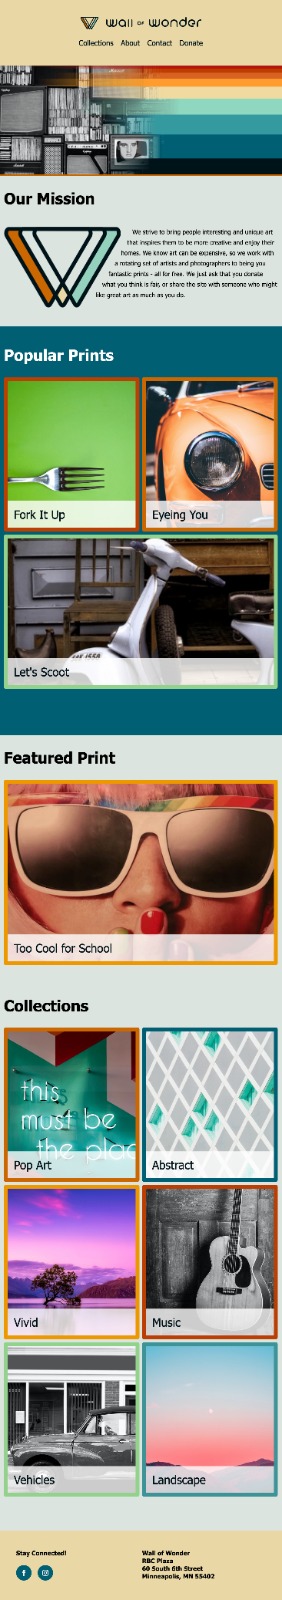 wall OF wonder
Collections About Contact Donate
Our Mission
We strive to bring people interesting and unique art
that inspires them to be more creative and enjoy their
homes. We know art can be expensive, so we work with
a rotating set of artists and photographers to being you
fantastic prints - all for free. We just ask that you donate
what you think is fair, or share the site with someone who might
like great art as much as you do.
Popular Prints
Fork It Up
Eyeing You
Let's Scoot
Featured Print
Too Cool for School
Collections
this
must be
the plac
Pop Art
Abstract
Vivid
Music
Vehicles
Landscape
Stay Connected!
Wall of Wonder
RBC Plaza
60 South 6th Street
Minneapolis, MN 55402